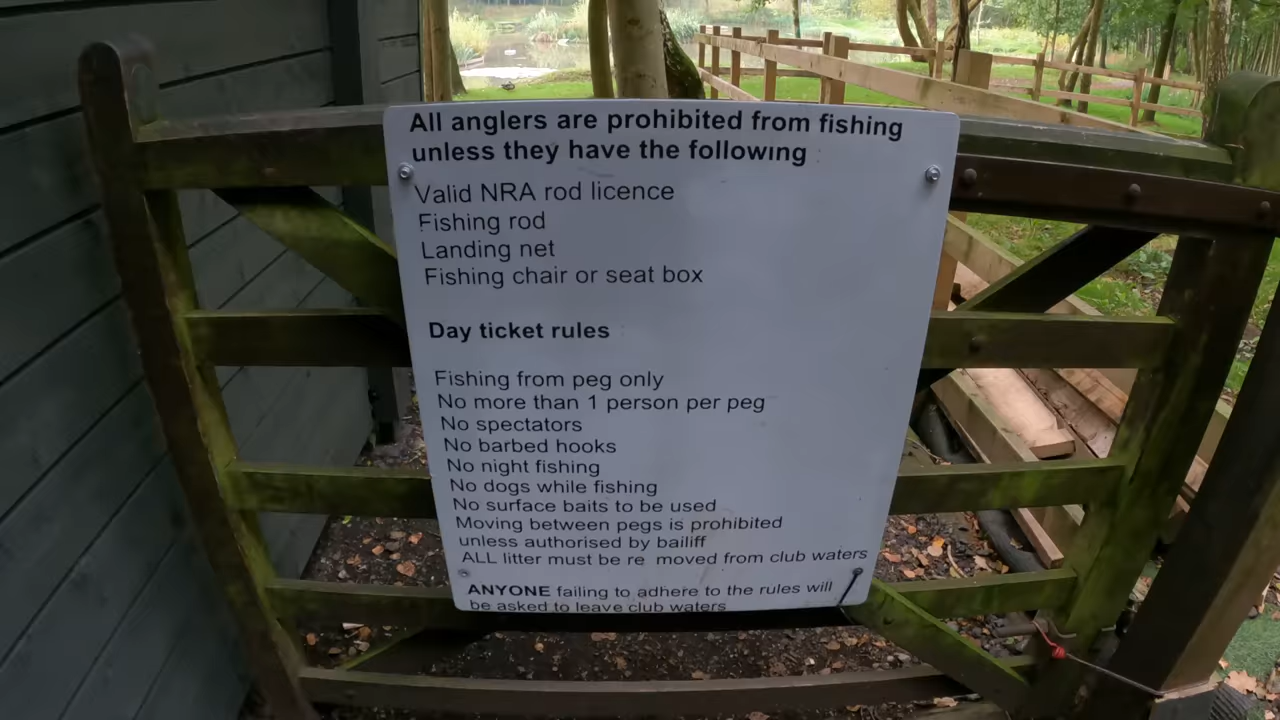 All anglers are prohibited from fishing
unless they have the following
Valid NRA rod licence
Fishing rod
Landing net
Fishing chair or seat box
Day ticket rules
Fishing from peg only
No more than 1 person per peg
No spectators
No barbed hooks
No night fishing
No dogs while fishing
No surface baits to be used
Moving between pegs is prohibited
unless authorised by bailiff
ALL litter must be re moved from club waters
ANYONE failing to adhere to the rules will
be asked to leave club waters